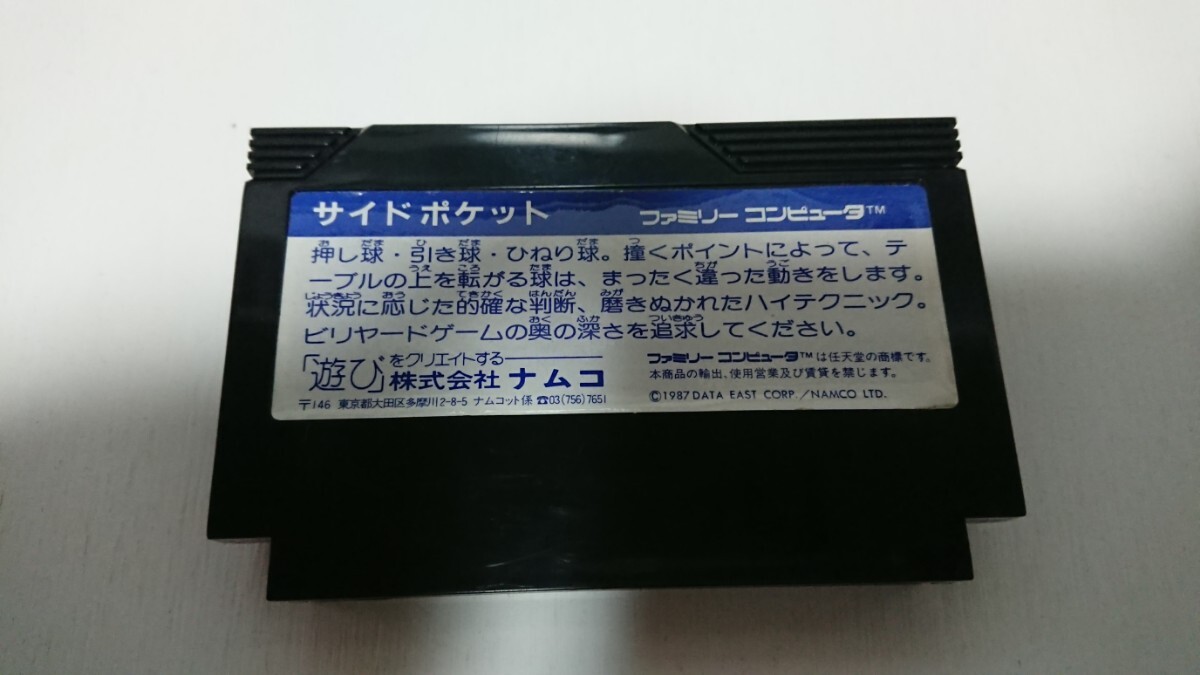 サイドポケット ファミリーコンピュータ™
押し球・引き球・ひねり球。撞くポイントによって、テ
ーブルの上を転がる球は、まったく違った動きをします。
状況に応じた的確な判断、磨きぬかれたハイテクニック。
ビリヤードゲームの奥の深さを追求してください。
「遊び」をクリエイトする
株式会社 ナムコ
〒146 東京都大田区多摩川2-8-5 ナムコット係 ☎03(756)7651
ファミリーコンピュータ™は任天堂の商標です。
本商品の輸出、使用営業及び賃貸を禁じます。
©1987 DATA EAST CORP./NAMCO LTD.